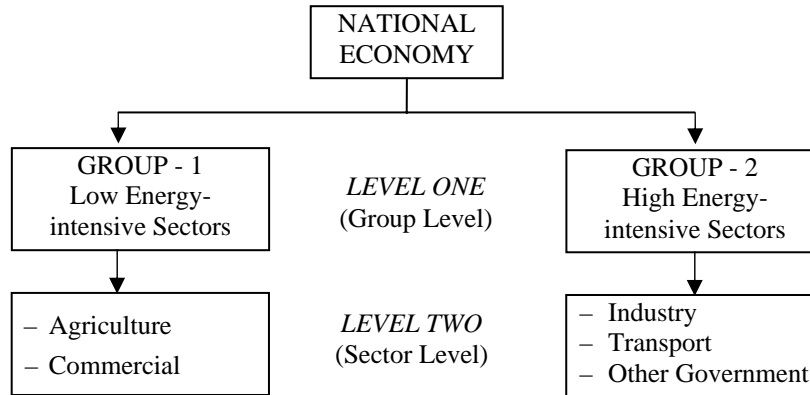 NATIONAL
ECONOMY
GROUP - 1
Low Energy-
intensive Sectors
LEVEL ONE
(Group Level)
GROUP - 2
High Energy-
intensive Sectors
– Agriculture
– Commercial
LEVEL TWO
(Sector Level)
– Industry
– Transport
– Other Government